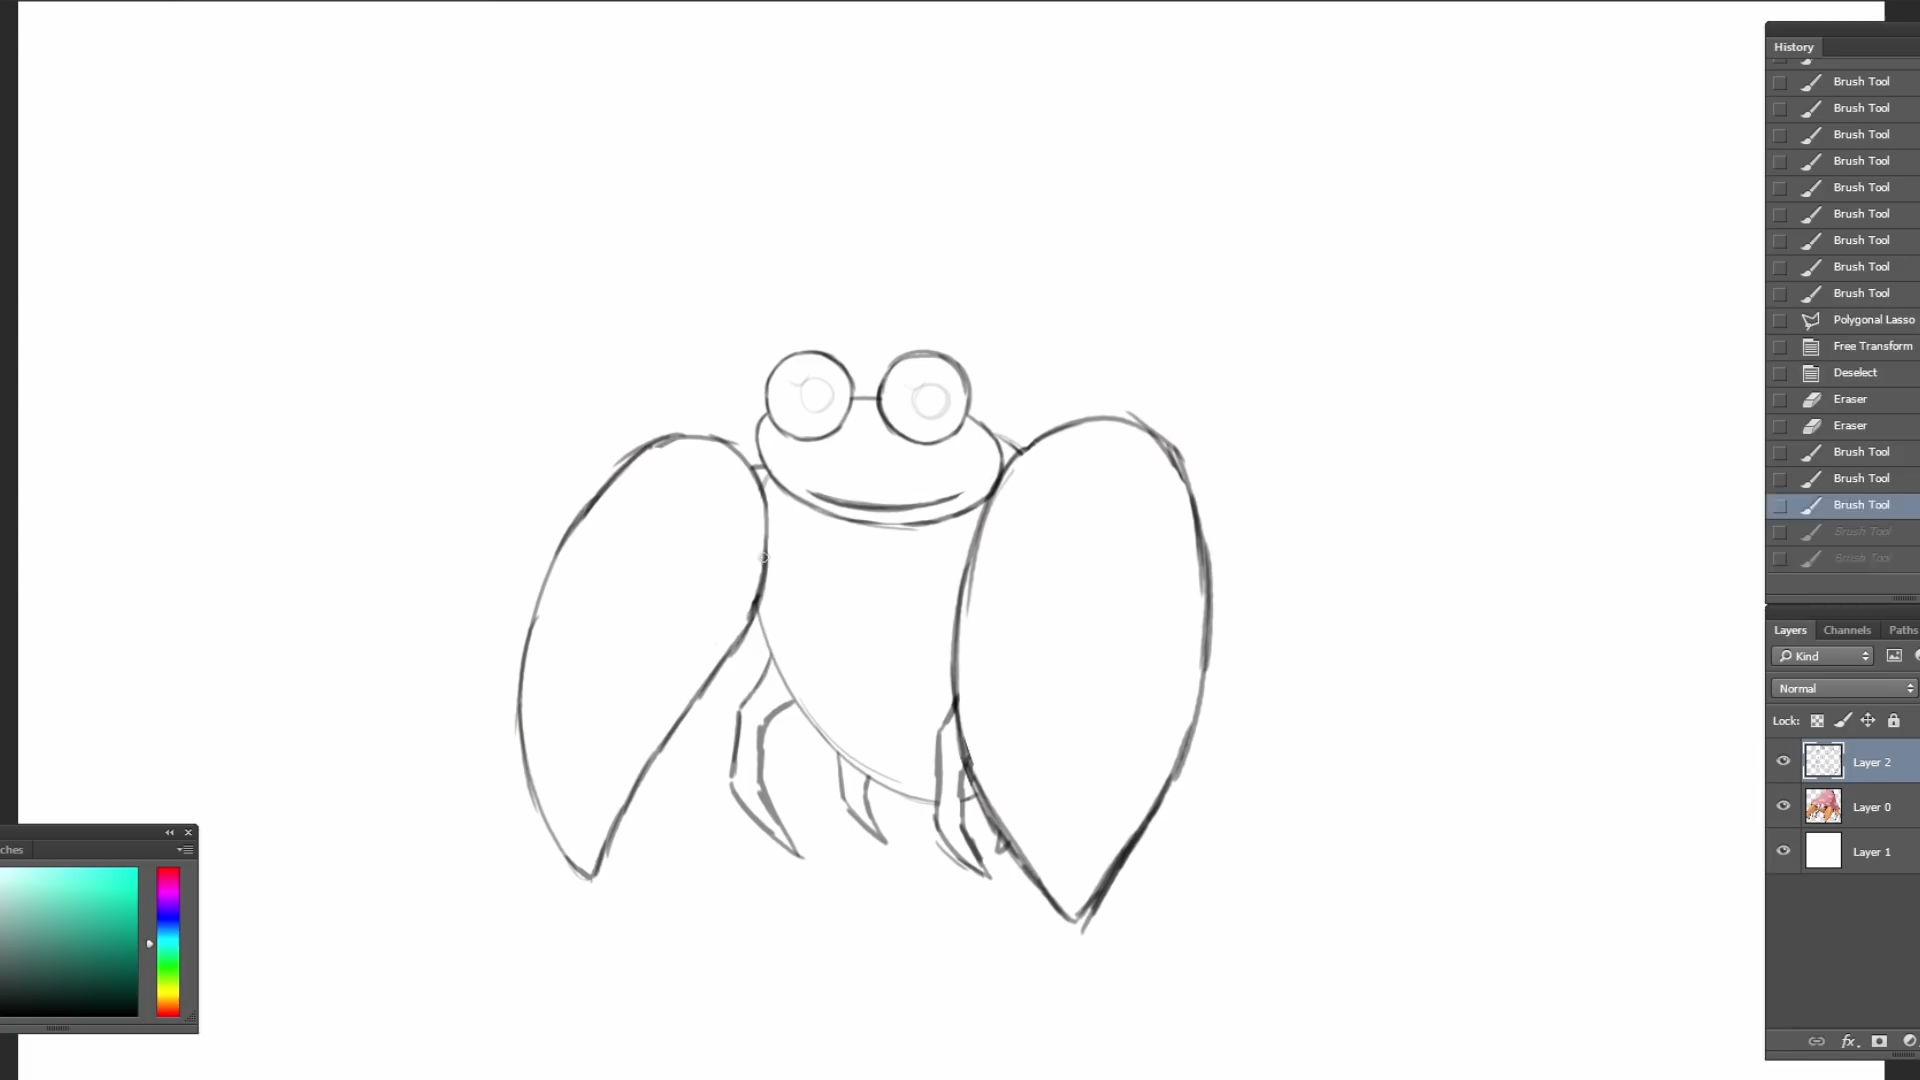 History
Brush Tool
Brush Tool
Brush Tool
Brush Tool
Brush Tool
Brush Tool
Brush Tool
Brush Tool
Brush Tool
Polygonal Lasso
Free Transform
Deselect
Eraser
Eraser
Brush Tool
Brush Tool
Brush Tool
Brush Tool
Brush Tool
Layers Channels Paths
Kind
Normal
Lock:
Layer 2
Layer 0
ches
Layer 1
fx.